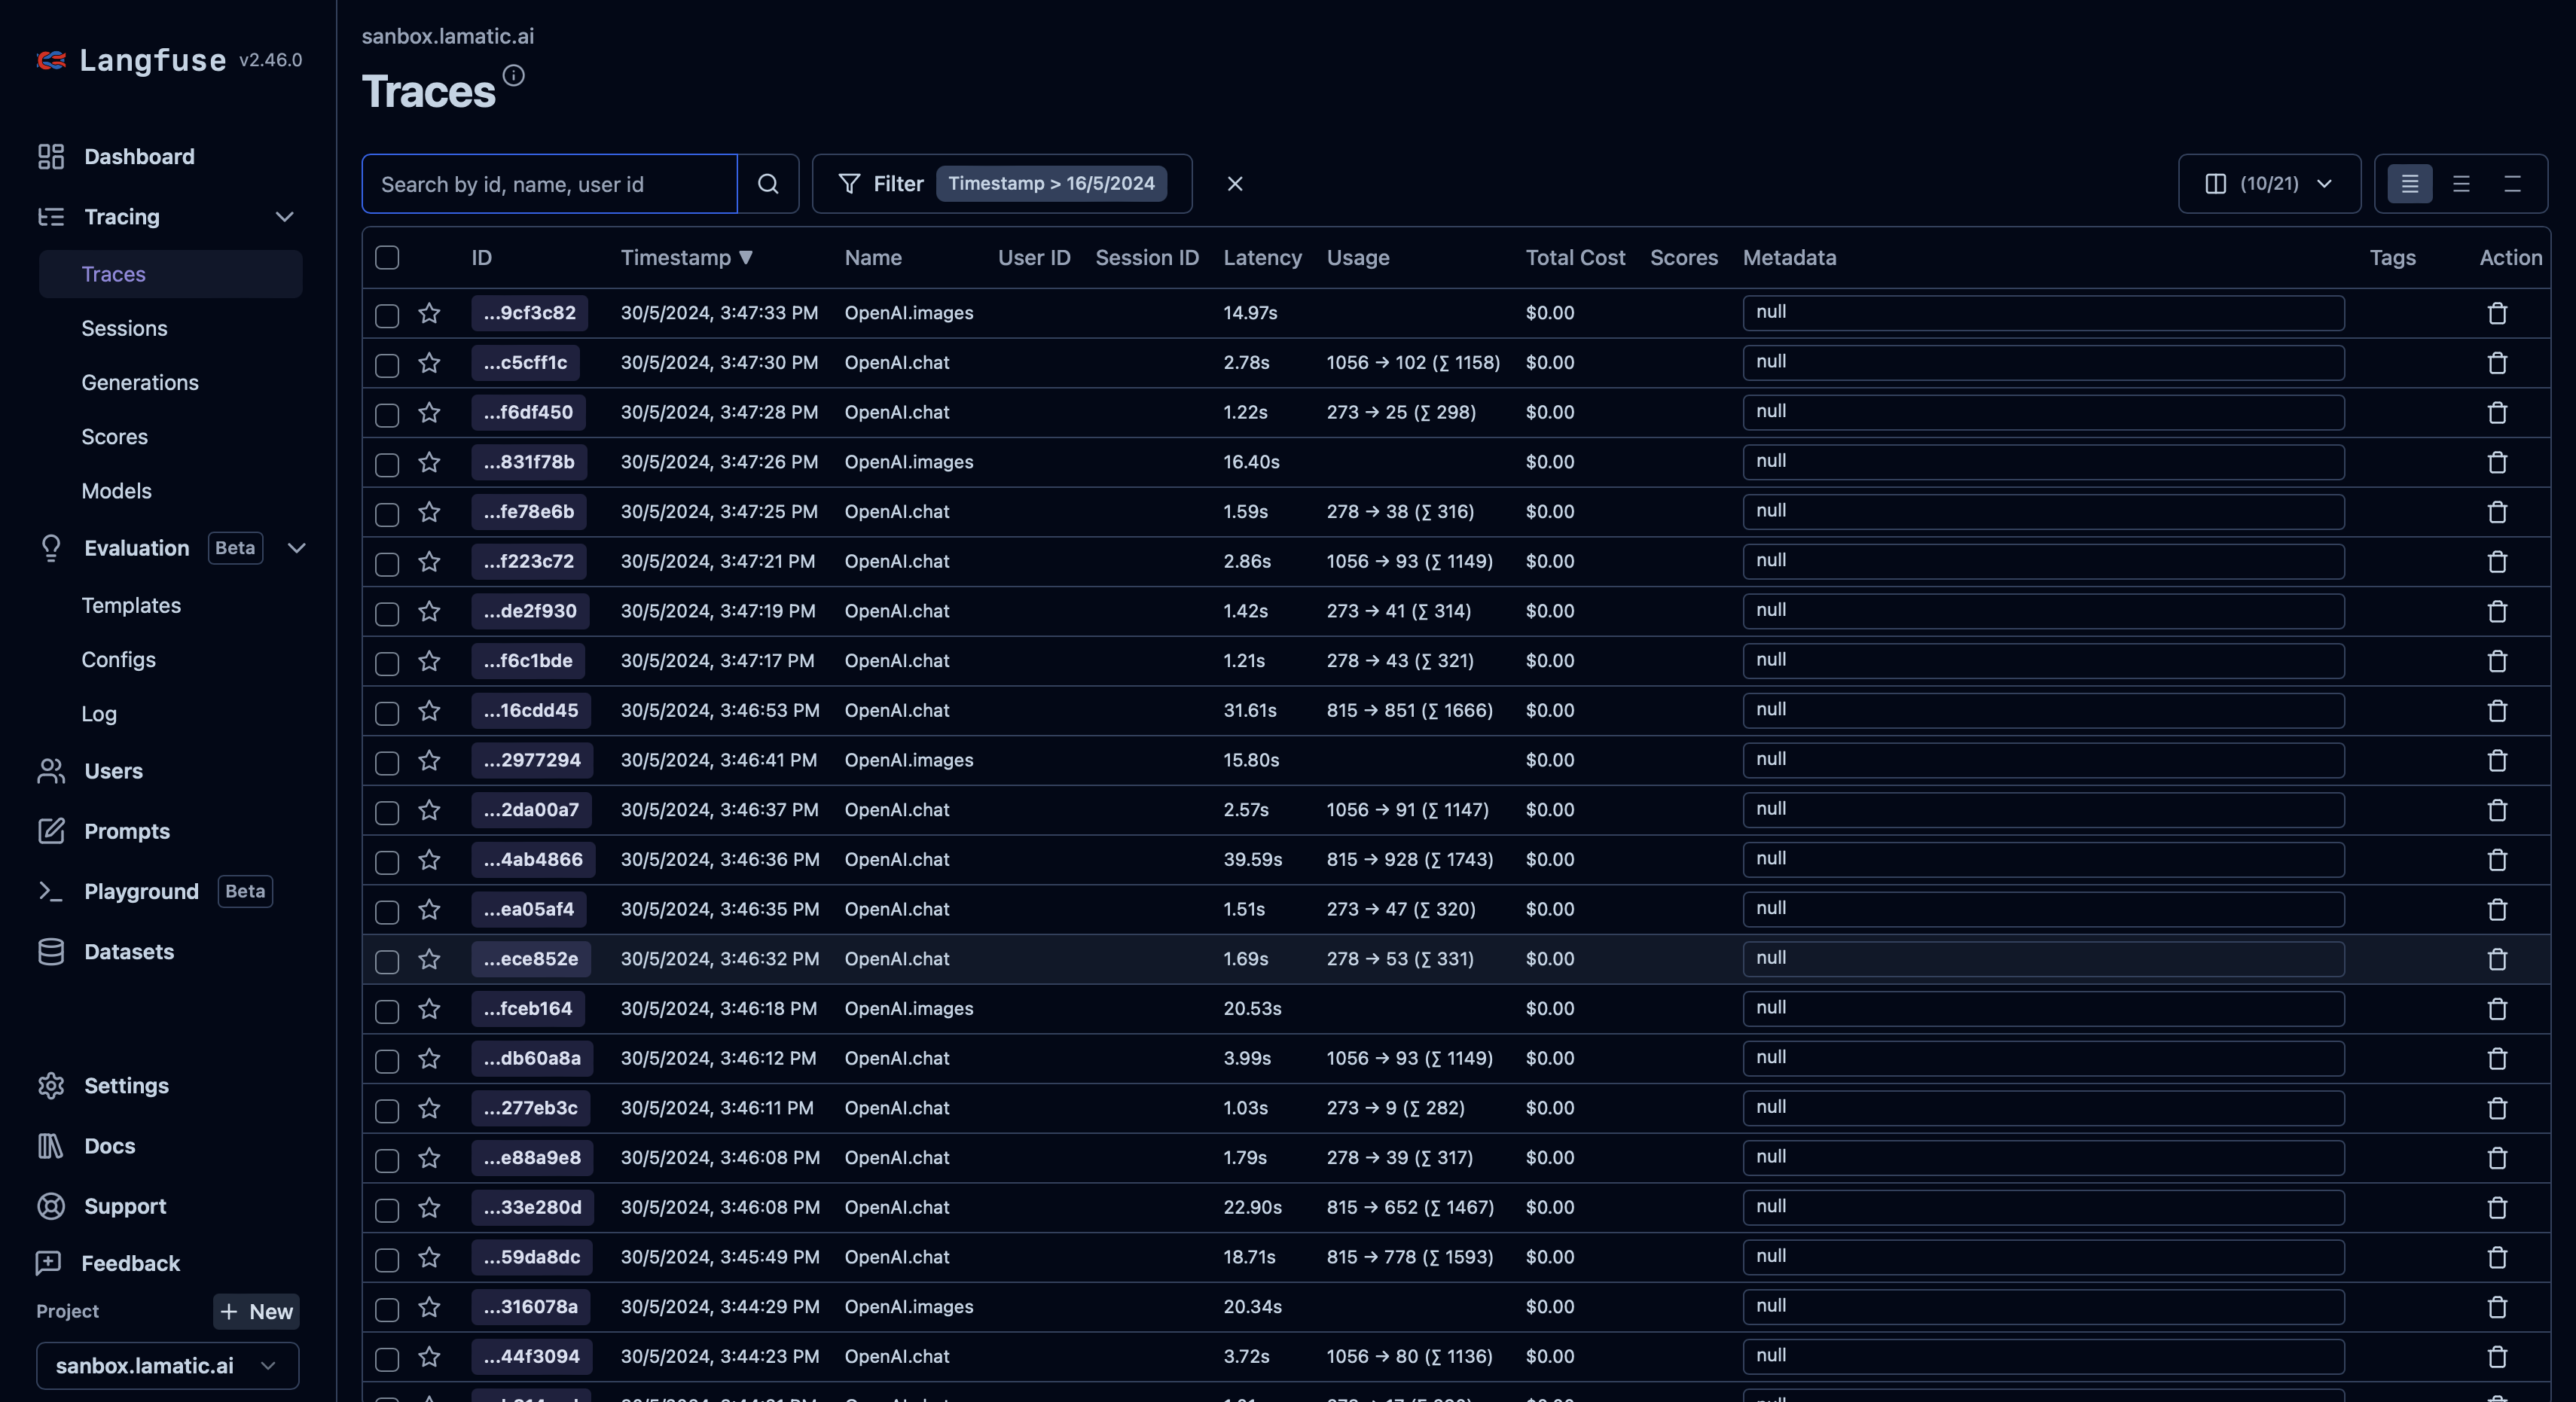 Langfuse v2.46.0
Dashboard
Tracing
Traces
Sessions
Generations
Scores
Models
Evaluation Beta
Templates
Configs
Log
Users
Prompts
Playground Beta
Datasets
Settings
Docs
Support
Feedback
Project + New
sanbox.lamatic.ai
sanbox.lamatic.ai
Traces
Search by id, name, user id Filter Timestamp > 16/5/2024 (10/21)
ID Timestamp ▼ Name User ID Session ID Latency Usage Total Cost Scores Metadata Tags Action
...9cf3c82 30/5/2024, 3:47:33 PM OpenAI.images 14.97s $0.00 null
...c5cff1c 30/5/2024, 3:47:30 PM OpenAI.chat 2.78s 1056 → 102 (∑ 1158) $0.00 null
...f6df450 30/5/2024, 3:47:28 PM OpenAI.chat 1.22s 273 → 25 (∑ 298) $0.00 null
...831f78b 30/5/2024, 3:47:26 PM OpenAI.images 16.40s $0.00 null
...fe78e6b 30/5/2024, 3:47:25 PM OpenAI.chat 1.59s 278 → 38 (∑ 316) $0.00 null
...f223c72 30/5/2024, 3:47:21 PM OpenAI.chat 2.86s 1056 → 93 (∑ 1149) $0.00 null
...de2f930 30/5/2024, 3:47:19 PM OpenAI.chat 1.42s 273 → 41 (∑ 314) $0.00 null
...f6c1bde 30/5/2024, 3:47:17 PM OpenAI.chat 1.21s 278 → 43 (∑ 321) $0.00 null
...16cdd45 30/5/2024, 3:46:53 PM OpenAI.chat 31.61s 815 → 851 (∑ 1666) $0.00 null
...2977294 30/5/2024, 3:46:41 PM OpenAI.images 15.80s $0.00 null
...2da00a7 30/5/2024, 3:46:37 PM OpenAI.chat 2.57s 1056 → 91 (∑ 1147) $0.00 null
...4ab4866 30/5/2024, 3:46:36 PM OpenAI.chat 39.59s 815 → 928 (∑ 1743) $0.00 null
...ea05af4 30/5/2024, 3:46:35 PM OpenAI.chat 1.51s 273 → 47 (∑ 320) $0.00 null
...ece852e 30/5/2024, 3:46:32 PM OpenAI.chat 1.69s 278 → 53 (∑ 331) $0.00 null
...fceb164 30/5/2024, 3:46:18 PM OpenAI.images 20.53s $0.00 null
...db60a8a 30/5/2024, 3:46:12 PM OpenAI.chat 3.99s 1056 → 93 (∑ 1149) $0.00 null
...277eb3c 30/5/2024, 3:46:11 PM OpenAI.chat 1.03s 273 → 9 (∑ 282) $0.00 null
...e88a9e8 30/5/2024, 3:46:08 PM OpenAI.chat 1.79s 278 → 39 (∑ 317) $0.00 null
...33e280d 30/5/2024, 3:46:08 PM OpenAI.chat 22.90s 815 → 652 (∑ 1467) $0.00 null
...59da8dc 30/5/2024, 3:45:49 PM OpenAI.chat 18.71s 815 → 778 (∑ 1593) $0.00 null
...316078a 30/5/2024, 3:44:29 PM OpenAI.images 20.34s $0.00 null
...44f3094 30/5/2024, 3:44:23 PM OpenAI.chat 3.72s 1056 → 80 (∑ 1136) $0.00 null